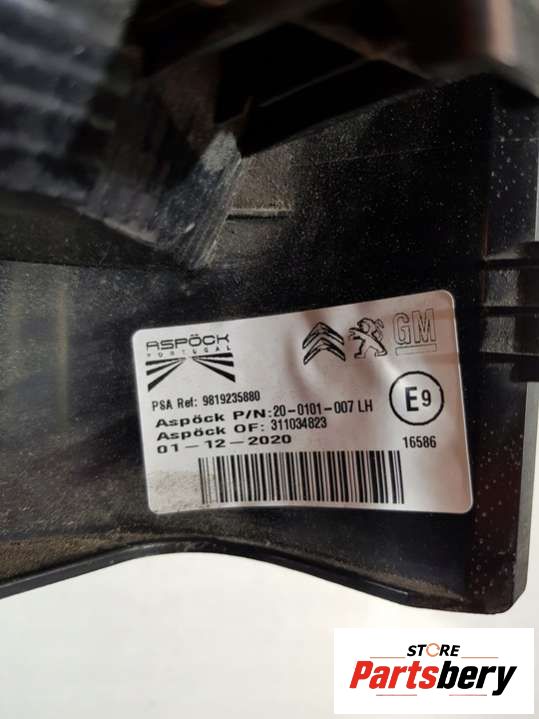 ASPÖCK
PORTUGAL
GM
PSA Ref: 9819235880
Aspöck P/N: 20-0101-007 LH
Aspöck OF: 311034823
01-12-2020
E9
16586
STORE
Partsbery